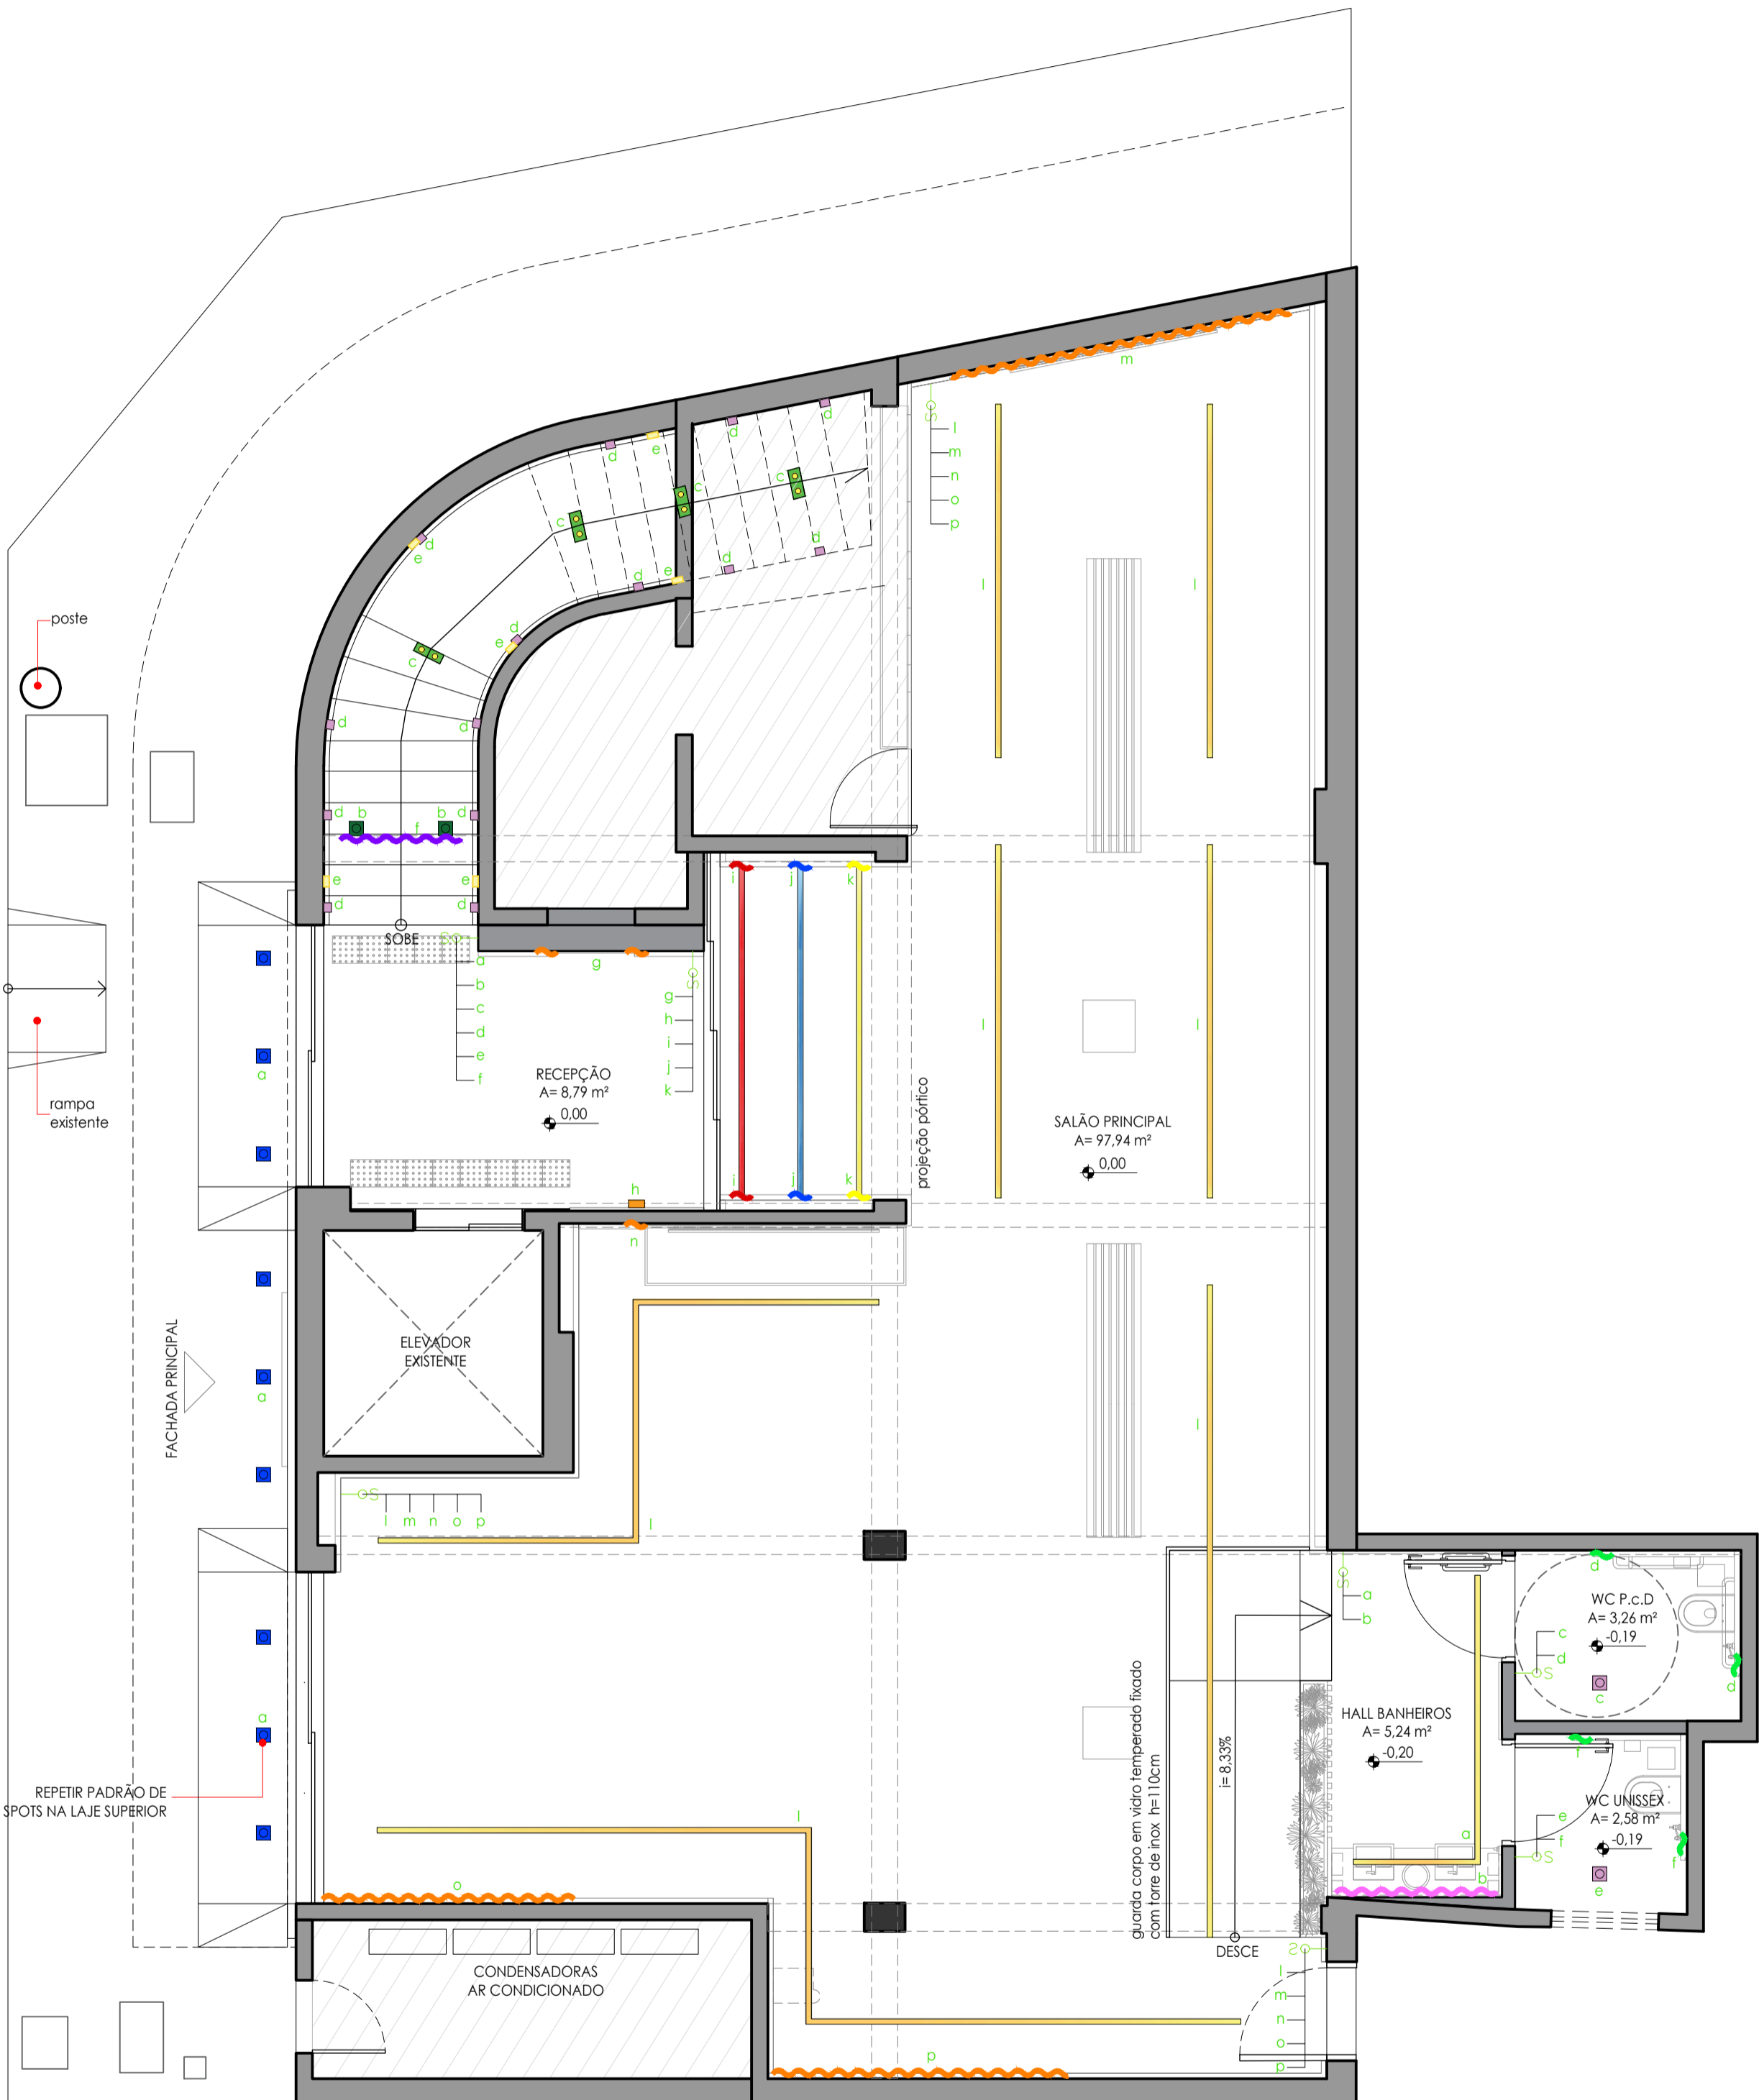 m
l
m
n
o
p
d
d
d
e
c
c
c
d
e
d
d
d
e
d
d
e
c
l
l
poste
d
d
d
b
f
b
d
e
e
d
d
SOBE
S
a
b
c
d
e
f
g
S
g
h
i
j
k
i
j
k
i
j
k
h
n
RECEPÇÃO
A= 8,79 m²
0,00
a
rampa
existente
projeção pórtico
l
l
SALÃO PRINCIPAL
A= 97,94 m²
0,00
FACHADA PRINCIPAL
a
ELEVADOR
EXISTENTE
S
l
m
n
o
p
l
l
a
REPETIR PADRÃO DE
SPOTS NA LAJE SUPERIOR
guarda corpo em vidro temperado fixado
com torre de inox h=110cm
i= 8,33%
DESCE
S
a
b
HALL BANHEIROS
A= 5,24 m²
-0,20
a
b
d
WC P.c.D
A= 3,26 m²
-0,19
c
d
S
c
d
f
WC UNISSEX
A= 2,58 m²
-0,19
e
f
S
e
f
l
o
CONDENSADORAS
AR CONDICIONADO
p
S
l
m
n
o
p